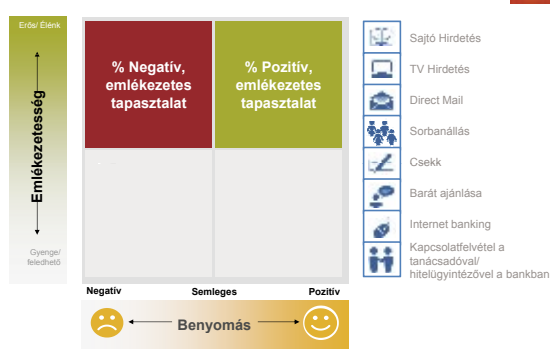 Erős/ Élénk
Emlékezetesség
Gyenge/
feledhető
% Negatív,
emlékezetes
tapasztalat
% Pozitív,
emlékezetes
tapasztalat
Negatív
Semleges
Pozitív
Benyomás
Sajtó Hirdetés
TV Hirdetés
Direct Mail
Sorbanállás
Csekk
Barát ajánlása
Internet banking
Kapcsolatfelvétel a
tanácsadóval/
hitelügyintézővel a bankban